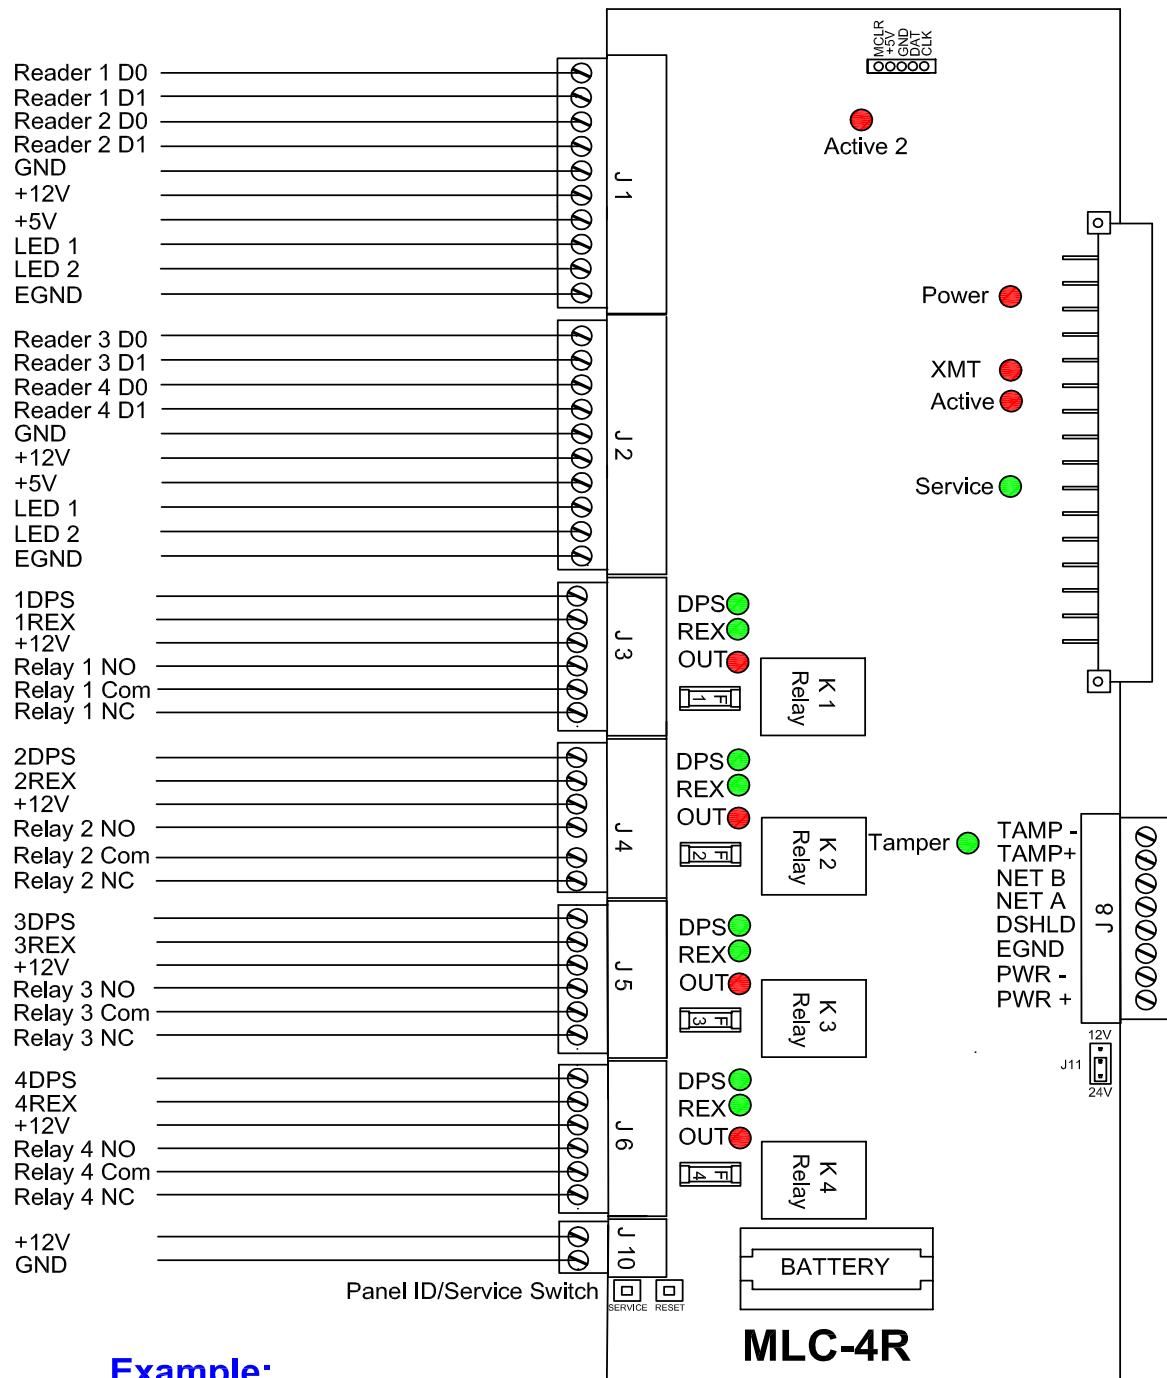 MCLR
+5V
GND
DAT
CLK
Active 2
Reader 1 D0
Reader 1 D1
Reader 2 D0
Reader 2 D1
GND
+12V
+5V
LED 1
LED 2
EGND
J 1
Power
XMT
Active
Service
Reader 3 D0
Reader 3 D1
Reader 4 D0
Reader 4 D1
GND
+12V
+5V
LED 1
LED 2
EGND
J 2
1DPS
1REX
+12V
Relay 1 NO
Relay 1 Com
Relay 1 NC
J 3
DPS
REX
OUT
F 1
K 1
Relay
2DPS
2REX
+12V
Relay 2 NO
Relay 2 Com
Relay 2 NC
J 4
DPS
REX
OUT
F 2
K 2
Relay
Tamper
TAMP -
TAMP+
NET B
NET A
DSHLD
EGND
PWR -
PWR +
J 8
12V
J11
24V
3DPS
3REX
+12V
Relay 3 NO
Relay 3 Com
Relay 3 NC
J 5
DPS
REX
OUT
F 3
K 3
Relay
4DPS
4REX
+12V
Relay 4 NO
Relay 4 Com
Relay 4 NC
J 6
DPS
REX
OUT
F 4
K 4
Relay
+12V
GND
J 10
Panel ID/Service Switch
SERVICE
RESET
BATTERY
MLC-4R
Example: